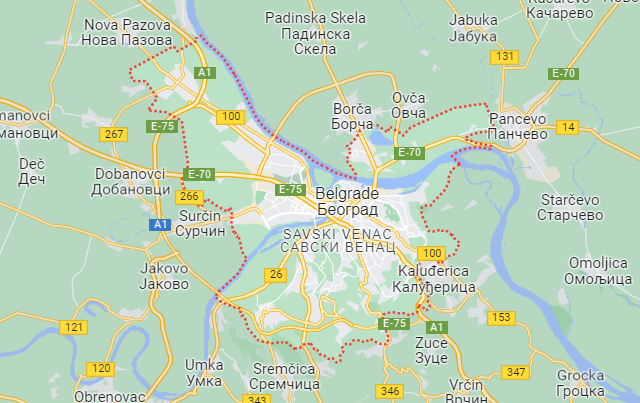 Nova Pazova
Нова Пазова
Padinska Skela
Падинска
Скела
Jabuka
Јабука
Качарево
131
E-70
A1
Borča
Борча
Ovča
Овча
Pancevo
Панчево
14
100
E-75
267
manovci
мановци
E-70
Deč
Деч
Dobanovci
Добановци
E-70
E-75
Belgrade
Београд
266
Surčin
Сурчин
A1
Starčevo
Старчево
SAVSKI VENAC
САВСКИ ВЕНАЦ
100
Jakovo
Јаково
26
Kaluđerica
Калуђерица
Omoljica
Омољица
121
E-75
A1
153
Zuce
Зуце
120
Umka
Умка
Sremčica
Сремчица
347
Grocka
Гроцка
Obrenovac
343
346
Vrčin
Врчин
347